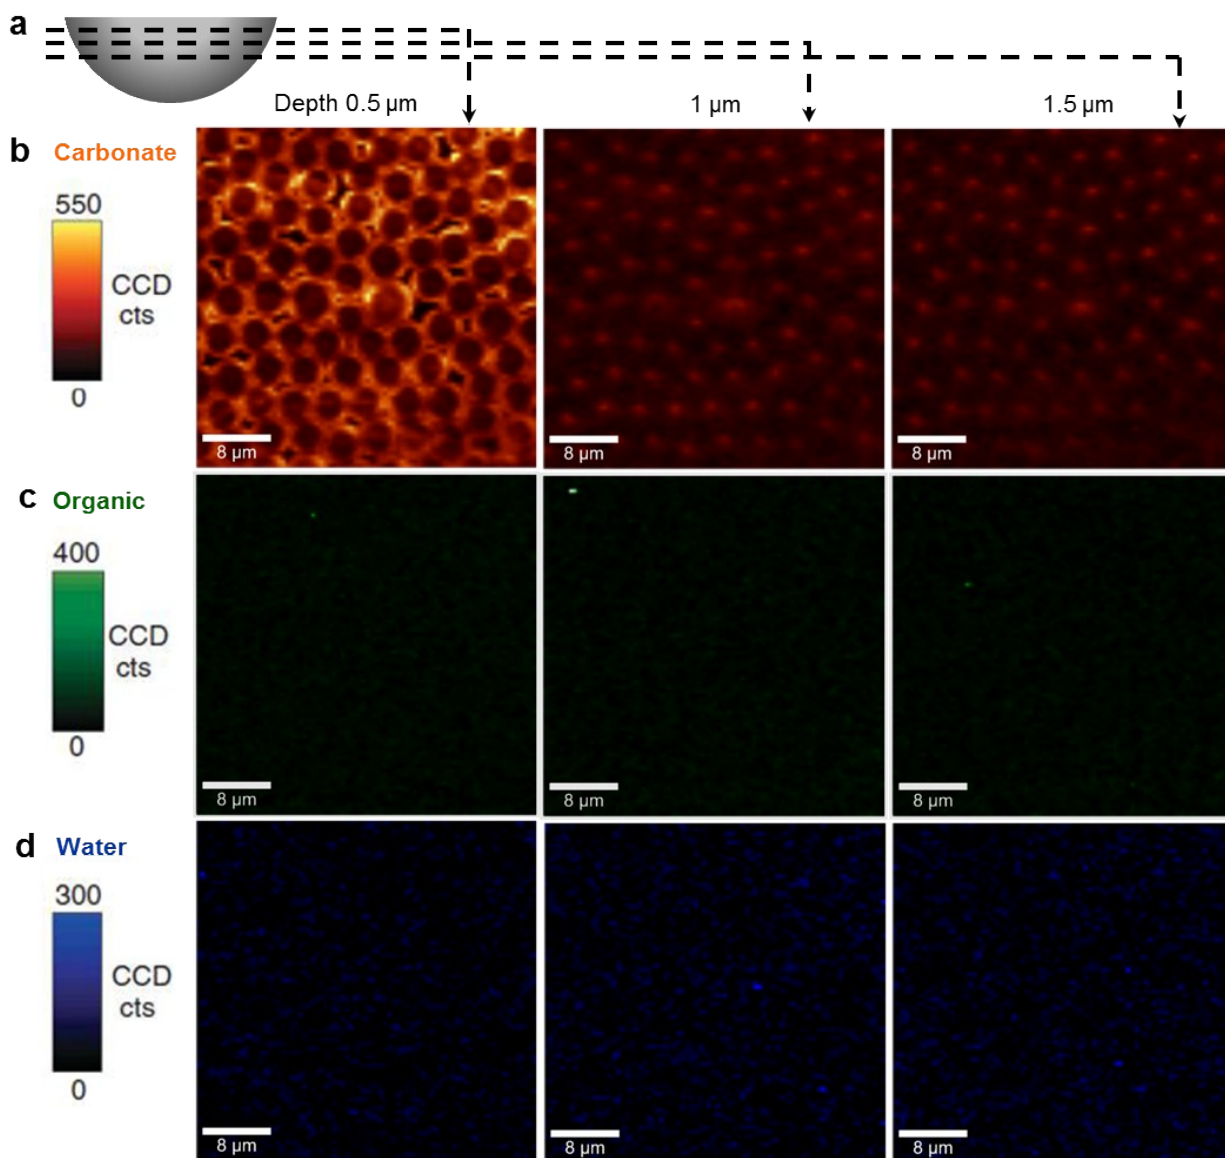 a
Depth 0.5 µm
1 µm
1.5 µm
b Carbonate
550
CCD
cts
0
8 µm
8 µm
8 µm
c Organic
400
CCD
cts
0
8 µm
8 µm
8 µm
d Water
300
CCD
cts
0
8 µm
8 µm
8 µm